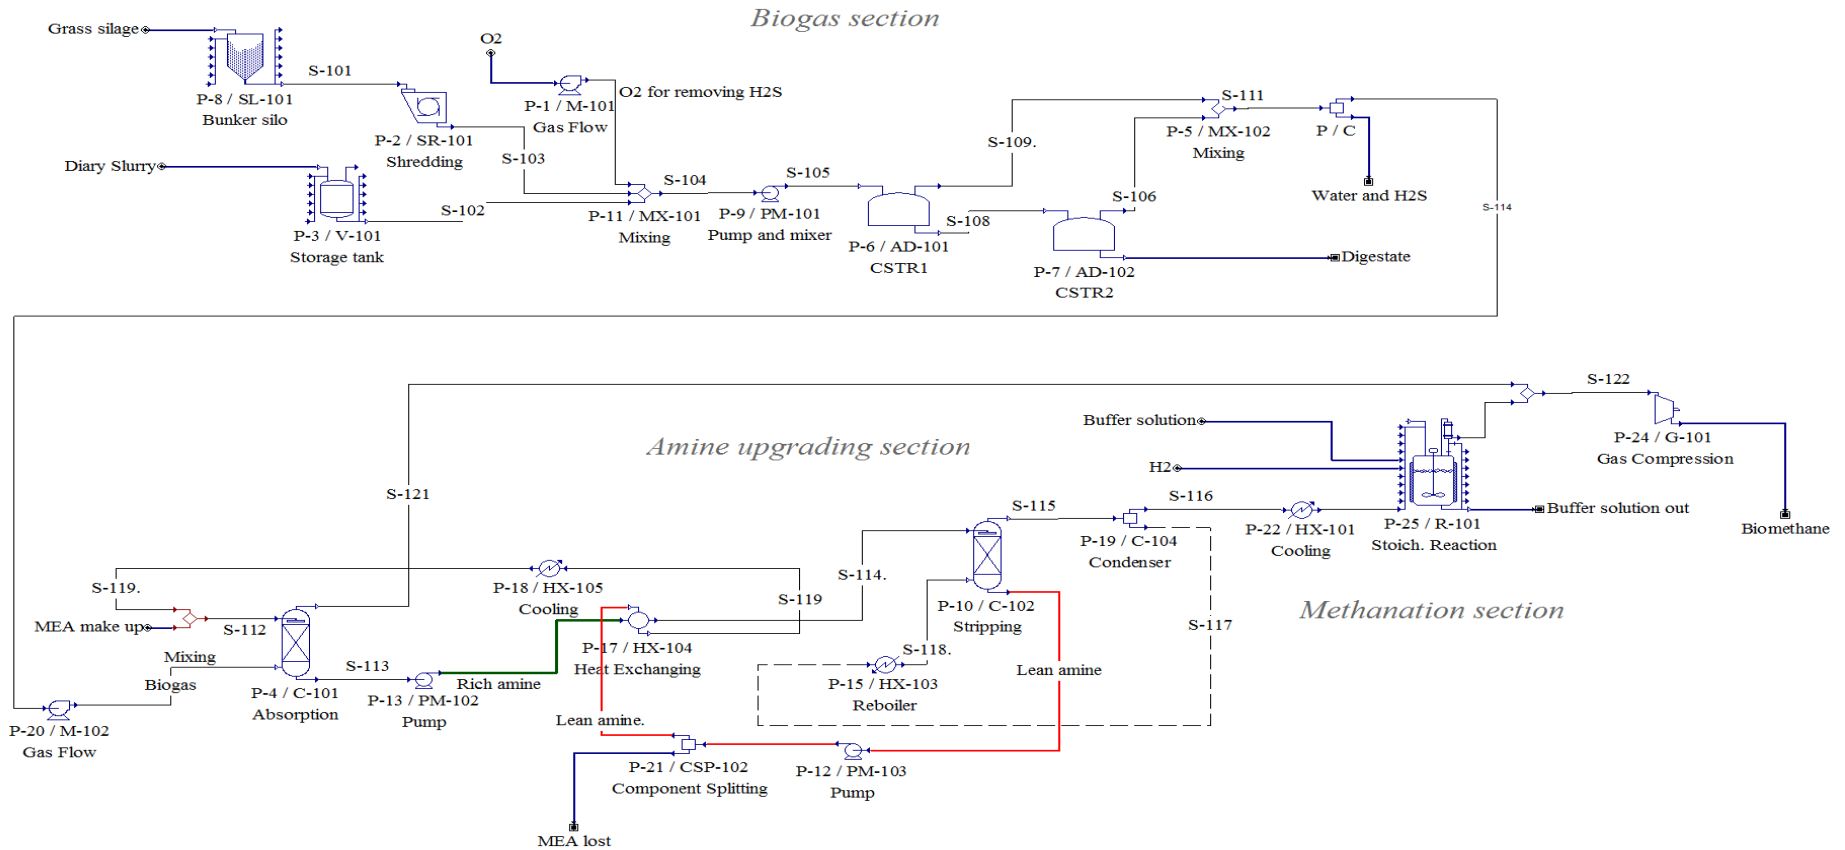 Biogas section
Grass silage
S-101
P-8 / SL-101
Bunker silo
O2
P-1 / M-101
Gas Flow
O2 for removing H2S
P-2 / SR-101
Shredding
S-103
Diary Slurry
S-102
P-3 / V-101
Storage tank
S-104
P-11 / MX-101
Mixing
S-105
P-9 / PM-101
Pump and mixer
S-109.
S-108
P-6 / AD-101
CSTR1
S-106
P-7 / AD-102
CSTR2
S-111
P-5 / MX-102
Mixing
P / C
Water and H2S
Digestate
S-114
Amine upgrading section
S-121
S-119.
MEA make up
S-112
Mixing
Biogas
P-20 / M-102
Gas Flow
P-4 / C-101
Absorption
S-113
P-13 / PM-102
Pump
Rich amine
P-18 / HX-105
Cooling
S-119
P-17 / HX-104
Heat Exchanging
Lean amine.
S-114.
P-21 / CSP-102
Component Splitting
MEA lost
P-12 / PM-103
Pump
P-15 / HX-103
Reboiler
S-118.
P-10 / C-102
Stripping
Lean amine
S-115
P-19 / C-104
Condenser
S-117
S-116
P-22 / HX-101
Cooling
Methanation section
Buffer solution
H2
P-25 / R-101
Stoich. Reaction
Buffer solution out
S-122
P-24 / G-101
Gas Compression
Biomethane